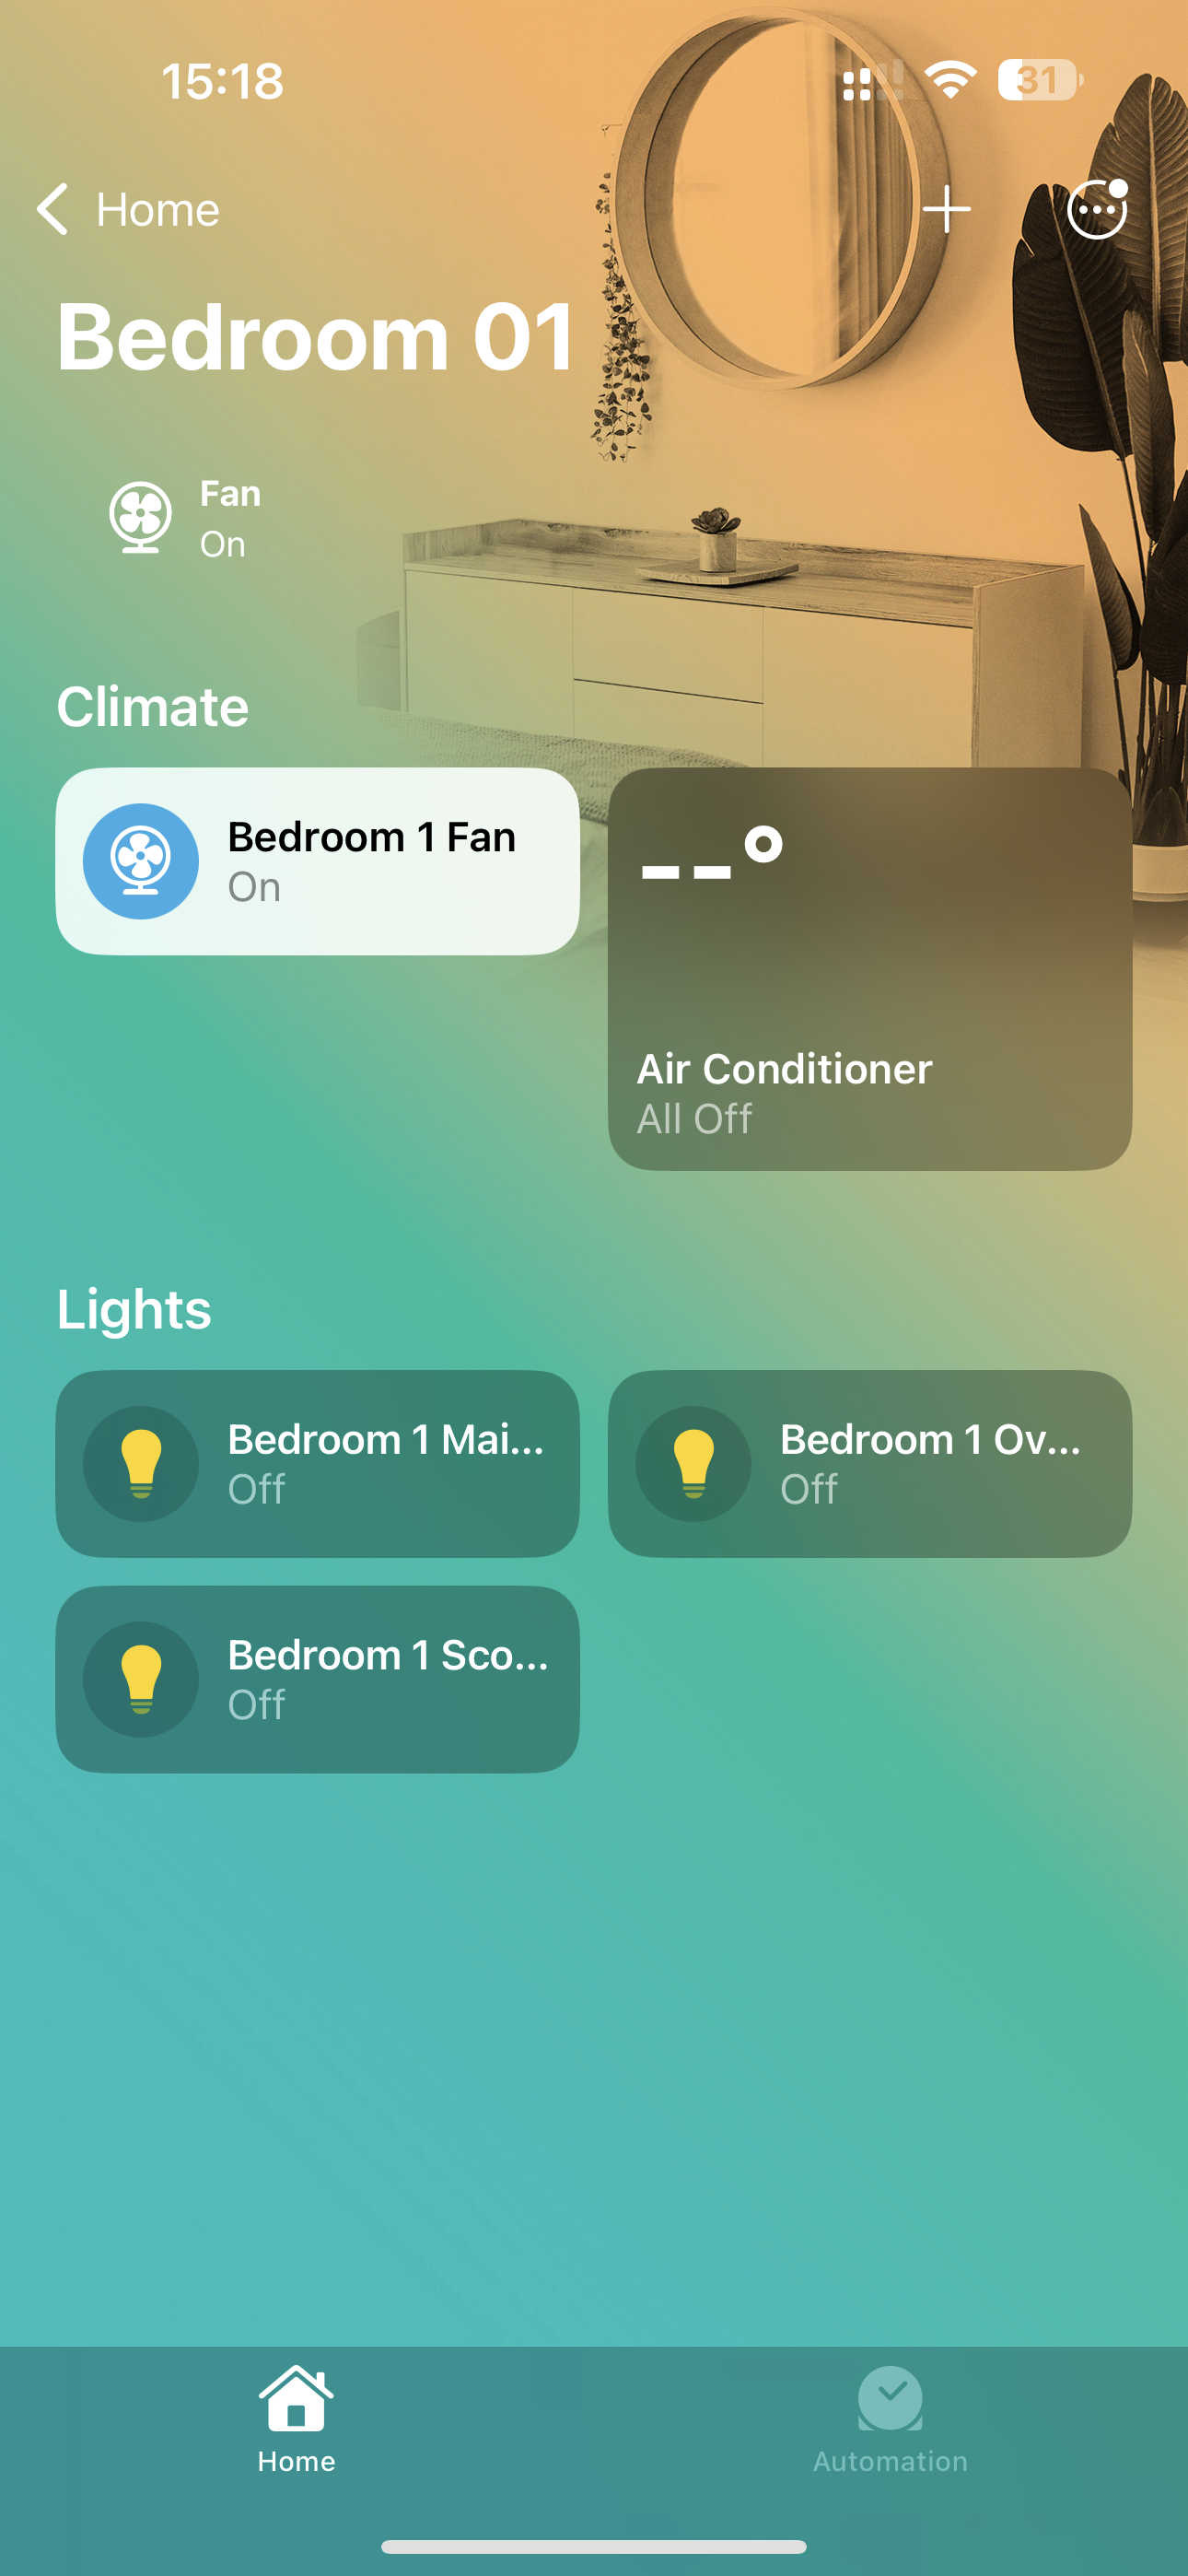 15:18
31
Home
Bedroom 01
Fan
On
Climate
Bedroom 1 Fan
On
--°
Air Conditioner
All Off
Lights
Bedroom 1 Mai...
Off
Bedroom 1 Ov...
Off
Bedroom 1 Sco...
Off
Home
Automation